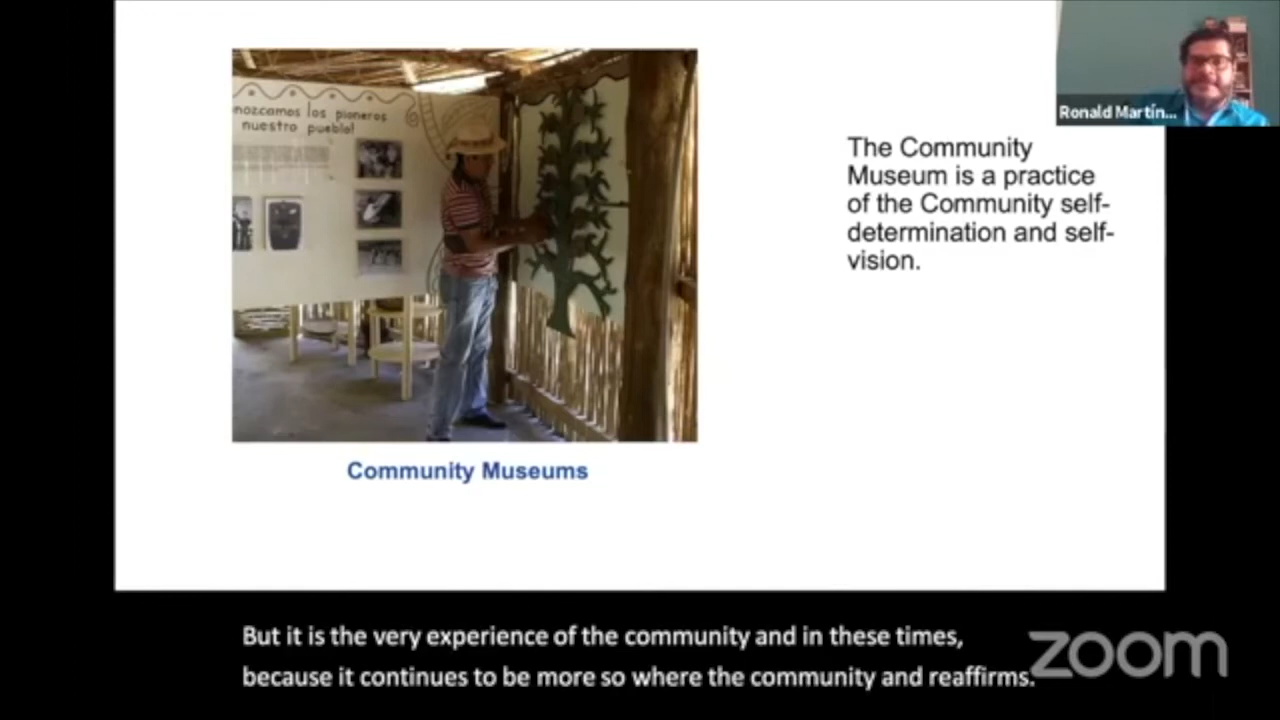 nozcamos los pioneros
nuestro pueblo!
Ronald Martín...
The Community
Museum is a practice
of the Community self-
determination and self-
vision.
Community Museums
But it is the very experience of the community and in these times,
because it continues to be more so where the community and reaffirms.
zoom